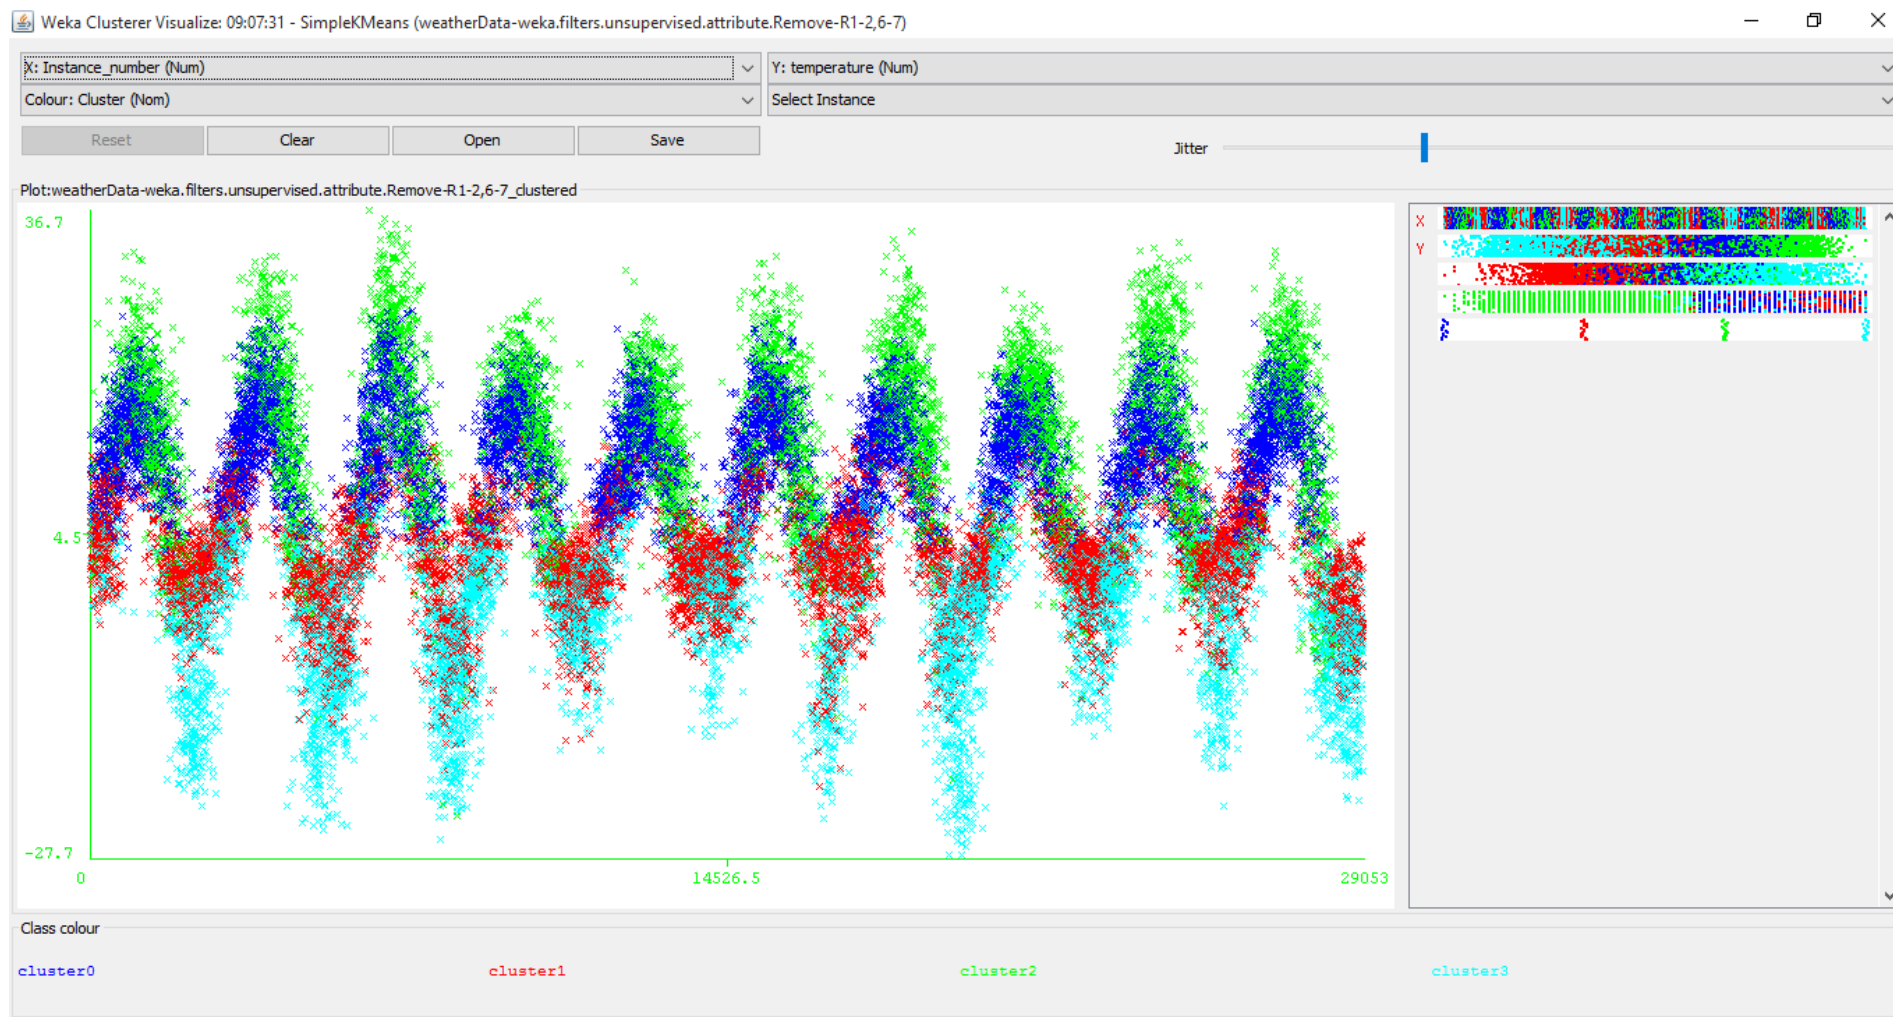 Weka Clusterer Visualize: 09:07:31 - SimpleKMeans (weatherData-weka.filters.unsupervised.attribute.Remove-R1-2,6-7)
X: Instance_number (Num)
Y: temperature (Num)
Colour: Cluster (Nom)
Select Instance
Reset
Clear
Open
Save
Jitter
Plot:weatherData-weka.filters.unsupervised.attribute.Remove-R1-2,6-7_clustered
36.7
4.5
-27.7
0
14526.5
29053
X
Y
Class colour
cluster0
cluster1
cluster2
cluster3